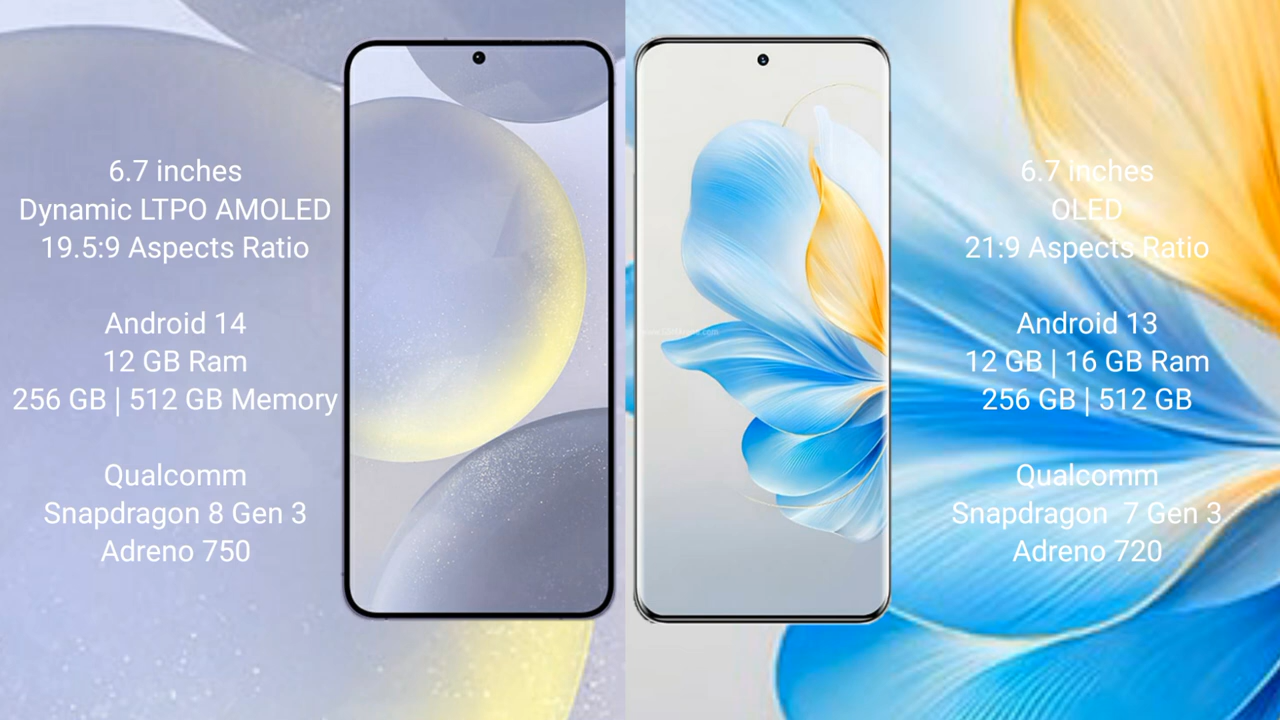 6.7 inches
Dynamic LTPO AMOLED
19.5:9 Aspects Ratio
Android 14
12 GB Ram
256 GB | 512 GB Memory
Qualcomm
Snapdragon 8 Gen 3
Adreno 750
6.7 inches
OLED
21:9 Aspects Ratio
Android 13
12 GB | 16 GB Ram
256 GB | 512 GB
Qualcomm
Snapdragon  7 Gen 3
Adreno 720